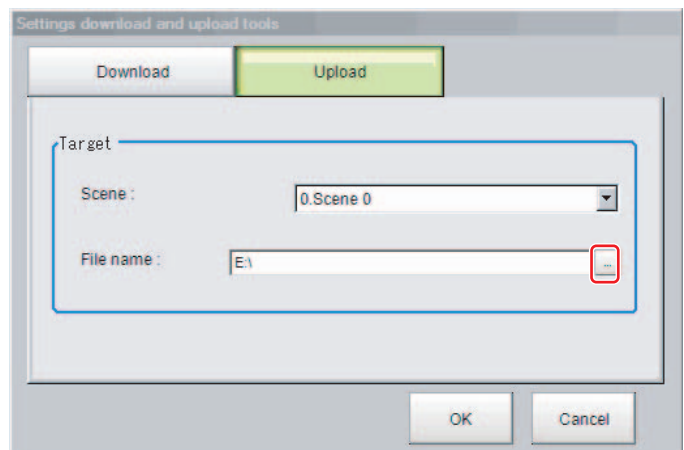 Settings download and upload tools
Download Upload
Target
Scene : 0.Scene 0
File name : E:\ ...
OK Cancel